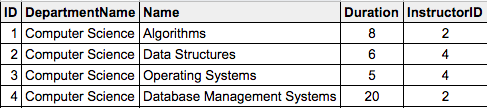 ID DepartmentName Name Duration InstructorID
1 Computer Science Algorithms 8 2
2 Computer Science Data Structures 6 4
3 Computer Science Operating Systems 5 4
4 Computer Science Database Management Systems 20 2